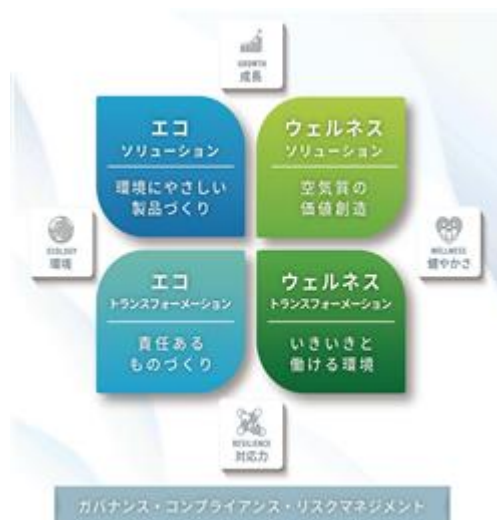 GROWTH
成長
エコ
ソリューション
環境にやさしい
製品づくり
ウェルネス
ソリューション
空気質の
価値創造
ECOLOGY
環境
WELLNESS
健やかさ
エコ
トランスフォーメーション
責任ある
ものづくり
ウェルネス
トランスフォーメーション
いきいきと
働ける環境
RESILIENCE
対応力
ガバナンス・コンプライアンス・リスクマネジメント